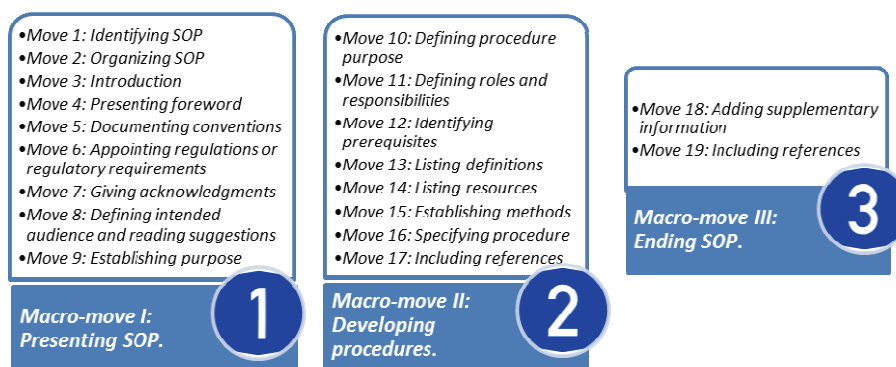 •Move 1: Identifying SOP
•Move 2: Organizing SOP
•Move 3: Introduction
•Move 4: Presenting foreword
•Move 5: Documenting conventions
•Move 6: Appointing regulations or
regulatory requirements
•Move 7: Giving acknowledgments
•Move 8: Defining intended
audience and reading suggestions
•Move 9: Establishing purpose
Macro-move I:
Presenting SOP.
1
•Move 10: Defining procedure
purpose
•Move 11: Defining roles and
responsibilities
•Move 12: Identifying
prerequisites
•Move 13: Listing definitions
•Move 14: Listing resources
•Move 15: Establishing methods
•Move 16: Specifying procedure
•Move 17: Including references
Macro-move II:
Developing
procedures.
2
•Move 18: Adding supplementary
information
•Move 19: Including references
Macro-move III:
Ending SOP.
3